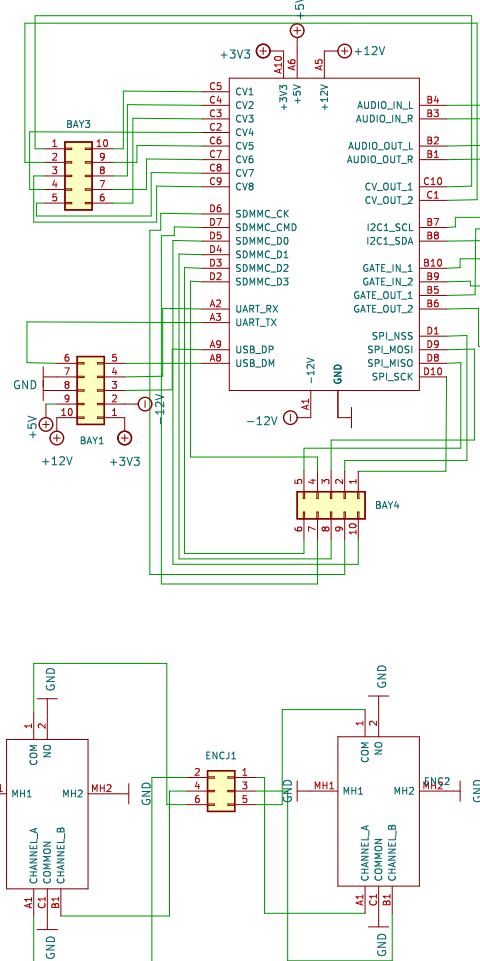 +5V
+3V3
+12V
A10
A6
A5
+3V3
+5V
+12V
C5 CV1
C4 CV2
C3 CV3
C2 CV4
C6 CV5
C7 CV6
C8 CV7
C9 CV8
D6 SDMMC_CK
D7 SDMMC_CMD
D5 SDMMC_D0
D4 SDMMC_D1
D3 SDMMC_D2
D2 SDMMC_D3
A2 UART_RX
A3 UART_TX
A9 USB_DP
A8 USB_DM
AUDIO_IN_L B4
AUDIO_IN_R B3
AUDIO_OUT_L B2
AUDIO_OUT_R B1
CV_OUT_1 C10
CV_OUT_2 C1
I2C1_SCL B7
I2C1_SDA B8
GATE_IN_1 B10
GATE_IN_2 B9
GATE_OUT_1 B5
GATE_OUT_2 B6
SPI_NSS D1
SPI_MOSI D9
SPI_MISO D8
SPI_SCK D10
-12V
GND
A1
-12V
BAY3
1 10
2 9
3 8
4 7
5 6
6 5
7 4
8 3
9 2
10 1
GND
+5V
+12V
BAY1
+3V3
-12V
5 4 3 2 1
BAY4
6 7 8 9 10
GND
1 2
COM
NO
MH1
MH2
MH2
GND
CHANNEL_A
COMMON
CHANNEL_B
A1
C1
B1
GND
ENCJ1
2 1
4 3
6 5
GND
1 2
COM
NO
GND
MH1
MH1
MH2
MH2
ENC2
GND
CHANNEL_A
COMMON
CHANNEL_B
A1
C1
B1
GND